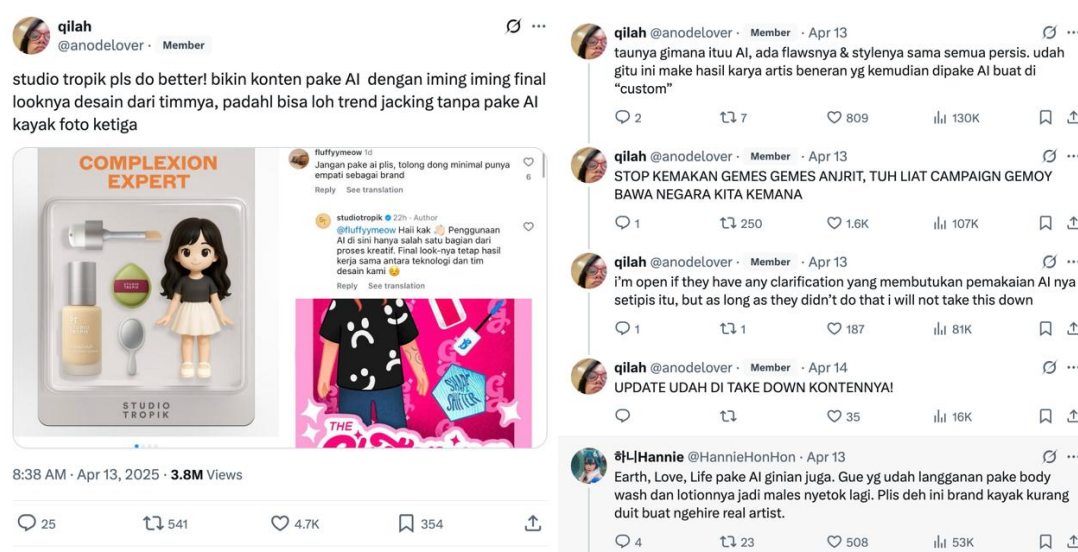 qilah
@anodelover · Member
studio tropik pls do better! bikin konten pake AI dengan iming iming final
looknya desain dari timmya, padahl bisa loh trend jacking tanpa pake AI
kayak foto ketiga
COMPLEXION
EXPERT
STUDIO
TROPIK
STUDIO
TROPIK
fluffyymeow 1d
Jangan pake ai plis, tolong dong minimal punya
empati sebagai brand
6
Reply See translation
studiotropik 22h · Author
@fluffyymeow Haii kak 👋🏻 Penggunaan
AI di sini hanya salah satu bagian dari
proses kreatif. Final look-nya tetap hasil
kerja sama antara teknologi dan tim
desain kami ☺️
Reply See translation
SHAPE
SHIFTER
THE
8:38 AM · Apr 13, 2025 · 3.8M Views
25 541 4.7K 354
qilah @anodelover · Member · Apr 13
taunya gimana ituu AI, ada flawsnya & stylenya sama semua persis. udah
gitu ini make hasil karya artis beneran yg kemudian dipake AI buat di
“custom”
2 7 809 130K
qilah @anodelover · Member · Apr 13
STOP KEMAKAN GEMES GEMES ANJRIT, TUH LIAT CAMPAIGN GEMOY
BAWA NEGARA KITA KEMANA
1 250 1.6K 107K
qilah @anodelover · Member · Apr 13
i’m open if they have any clarification yang membutukan pemakaian AI nya
setipis itu, but as long as they didn’t do that i will not take this down
1 1 187 81K
qilah @anodelover · Member · Apr 14
UPDATE UDAH DI TAKE DOWN KONTENNYA!
35 16K
하니|Hannie @HannieHonHon · Apr 13
Earth, Love, Life pake AI ginian juga. Gue yg udah langganan pake body
wash dan lotionnya jadi males nyetok lagi. Plis deh ini brand kayak kurang
duit buat ngehire real artist.
4 23 508 53K